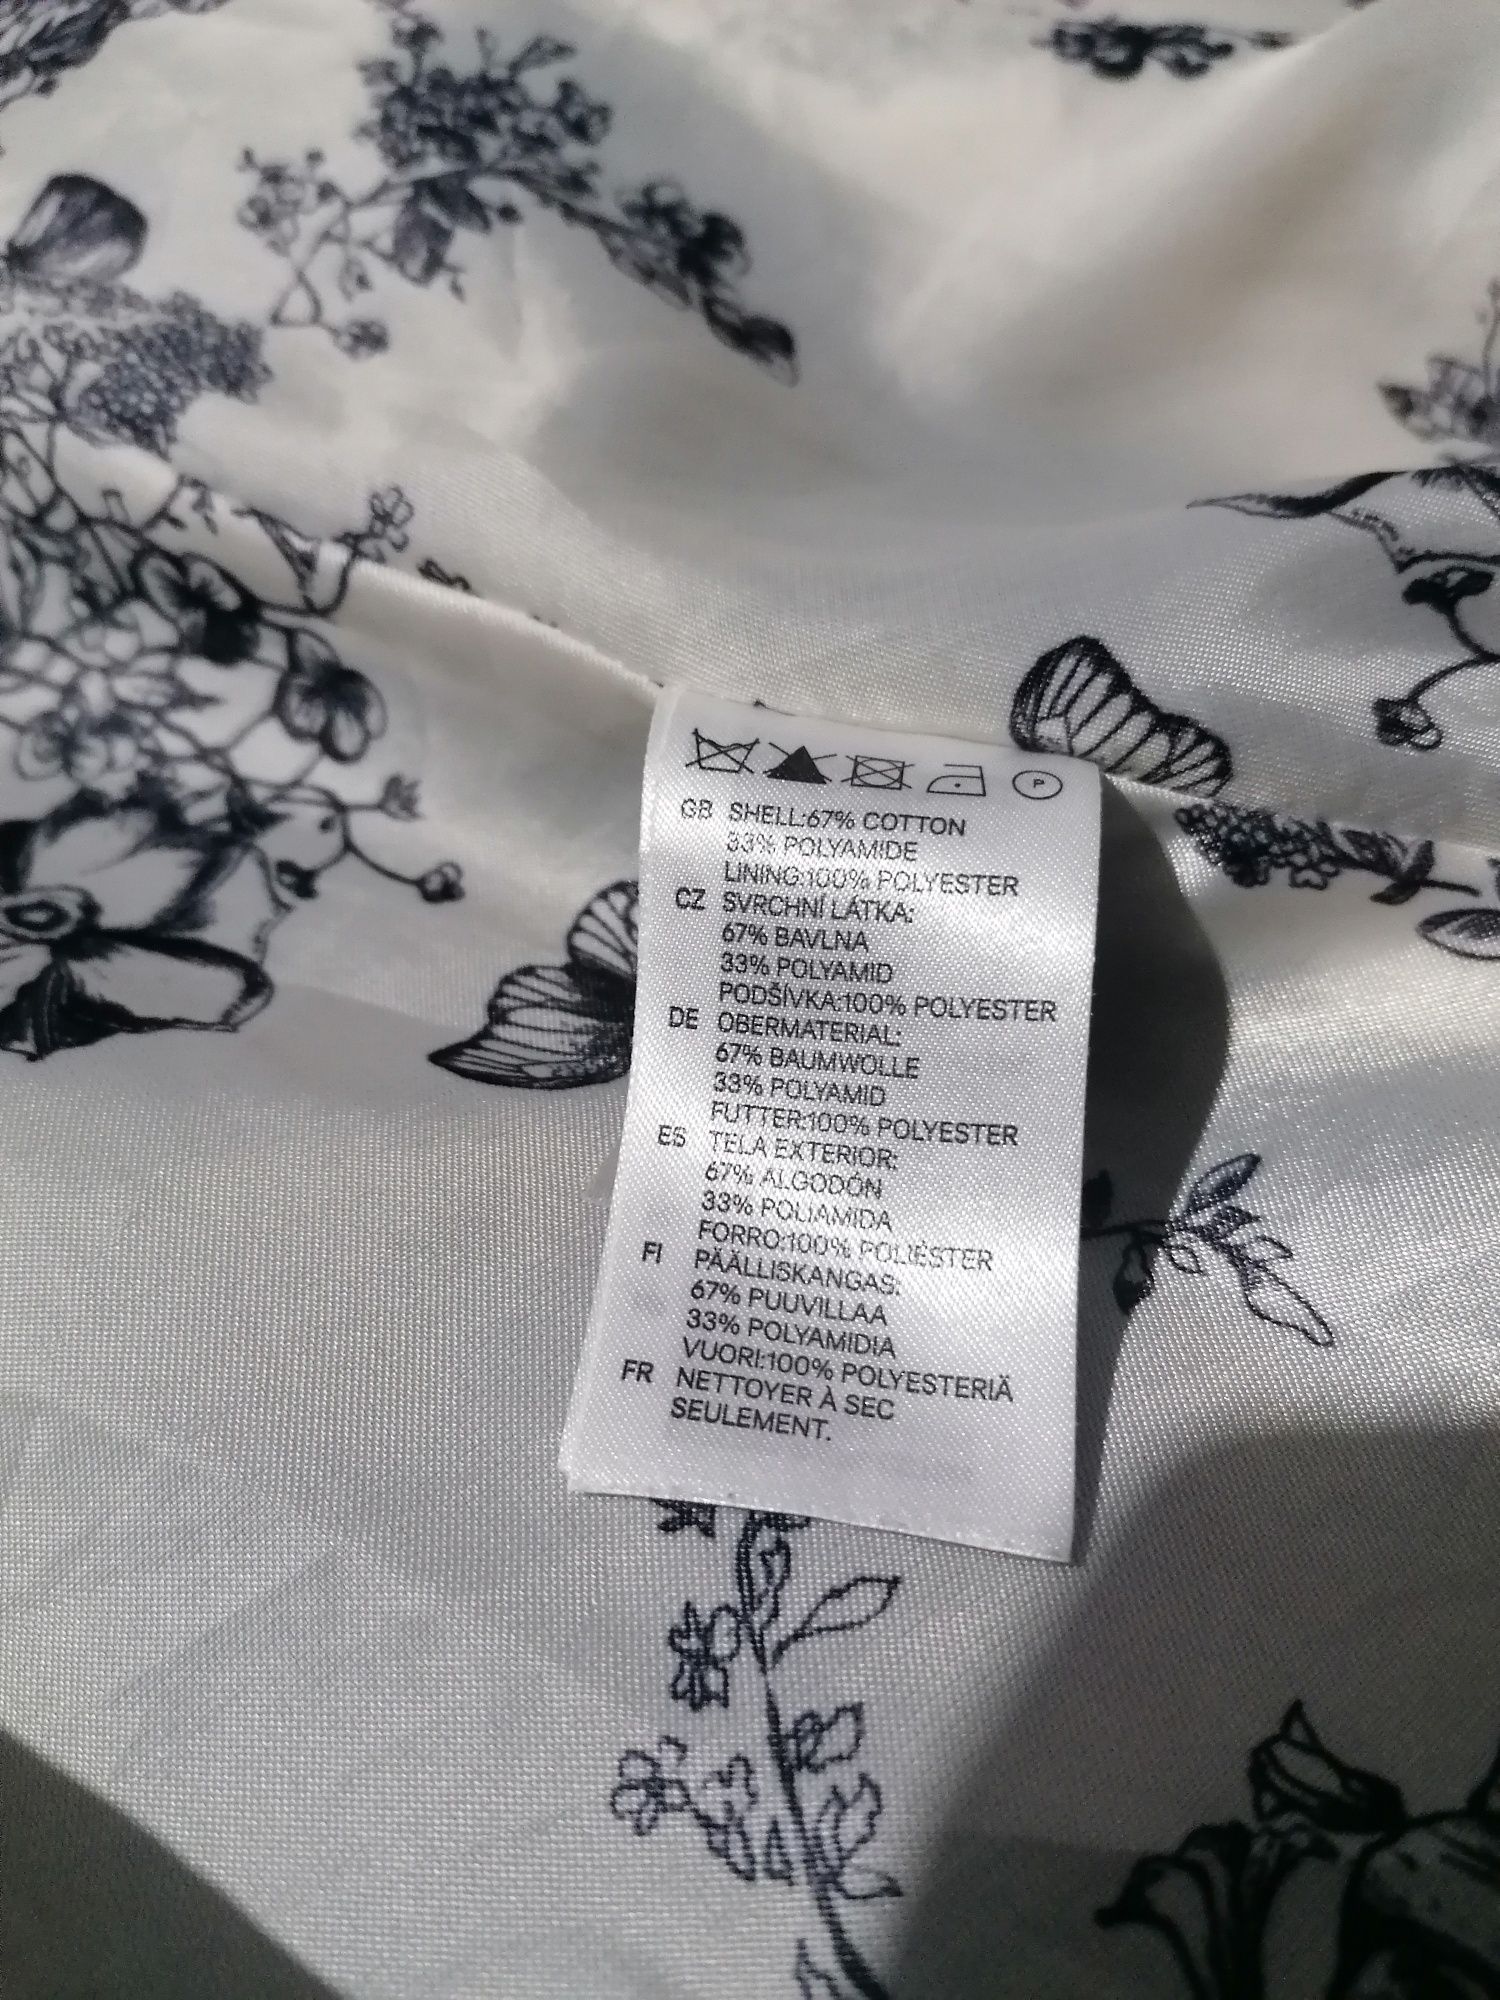 P
GB SHELL:67% COTTON
33% POLYAMIDE
LINING:100% POLYESTER
CZ SVRCHNÍ LÁTKA:
67% BAVLNA
33% POLYAMID
PODŠÍVKA:100% POLYESTER
DE OBERMATERIAL:
67% BAUMWOLLE
33% POLYAMID
FUTTER:100% POLYESTER
ES TELA EXTERIOR:
67% ALGODÓN
33% POLIAMIDA
FORRO:100% POLIÉSTER
FI PÄÄLLISKANGAS:
67% PUUVILLAA
33% POLYAMIDIA
VUORI:100% POLYESTERIÄ
FR NETTOYER À SEC
SEULEMENT.